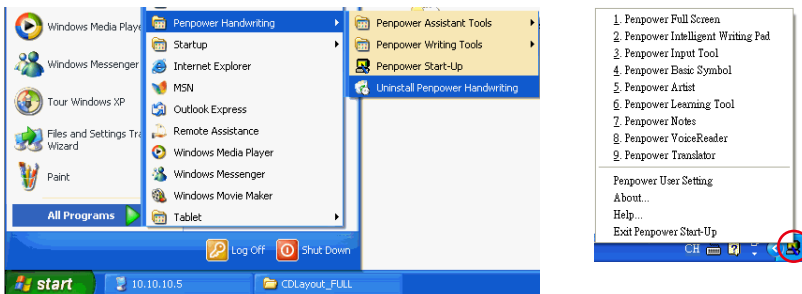 Windows Media Playe
Windows Messenger
Tour Windows XP
Files and Settings Tra
Wizard
Paint
All Programs
Penpower Handwriting
Startup
Internet Explorer
MSN
Outlook Express
Remote Assistance
Windows Media Player
Windows Messenger
Windows Movie Maker
Tablet
Penpower Assistant Tools
Penpower Writing Tools
Penpower Start-Up
Uninstall Penpower Handwriting
Log Off
Shut Down
start
10.10.10.5
CDLayout_FULL
1. Penpower Full Screen
2. Penpower Intelligent Writing Pad
3. Penpower Input Tool
4. Penpower Basic Symbol
5. Penpower Artist
6. Penpower Learning Tool
7. Penpower Notes
8. Penpower VoiceReader
9. Penpower Translator
Penpower User Setting
About...
Help...
Exit Penpower Start-Up
CH